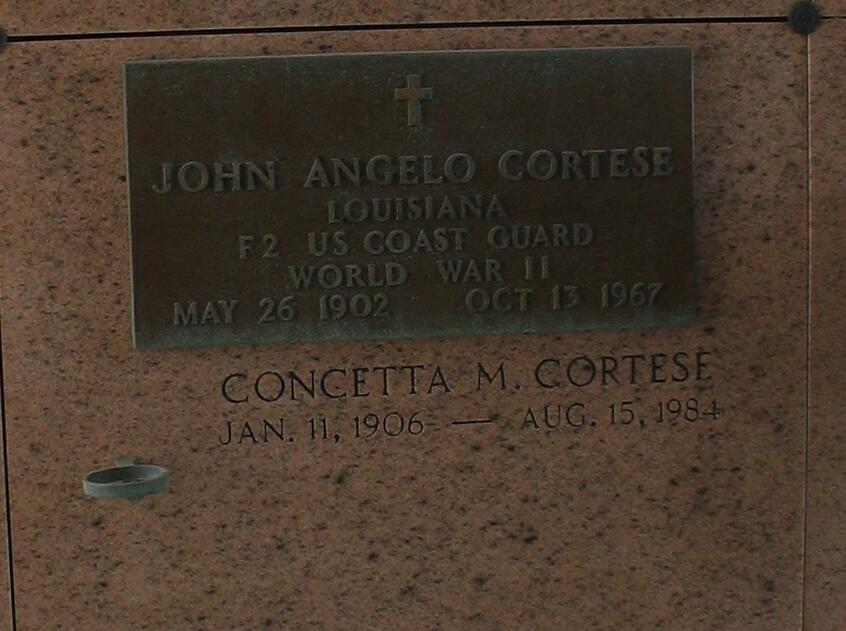 JOHN ANGELO CORTESE
LOUISIANA
F2 US COAST GUARD
WORLD WAR II
MAY 26 1902 OCT 13 1967
CONCETTA M. CORTESE
JAN. 11, 1906 — AUG. 15, 1984